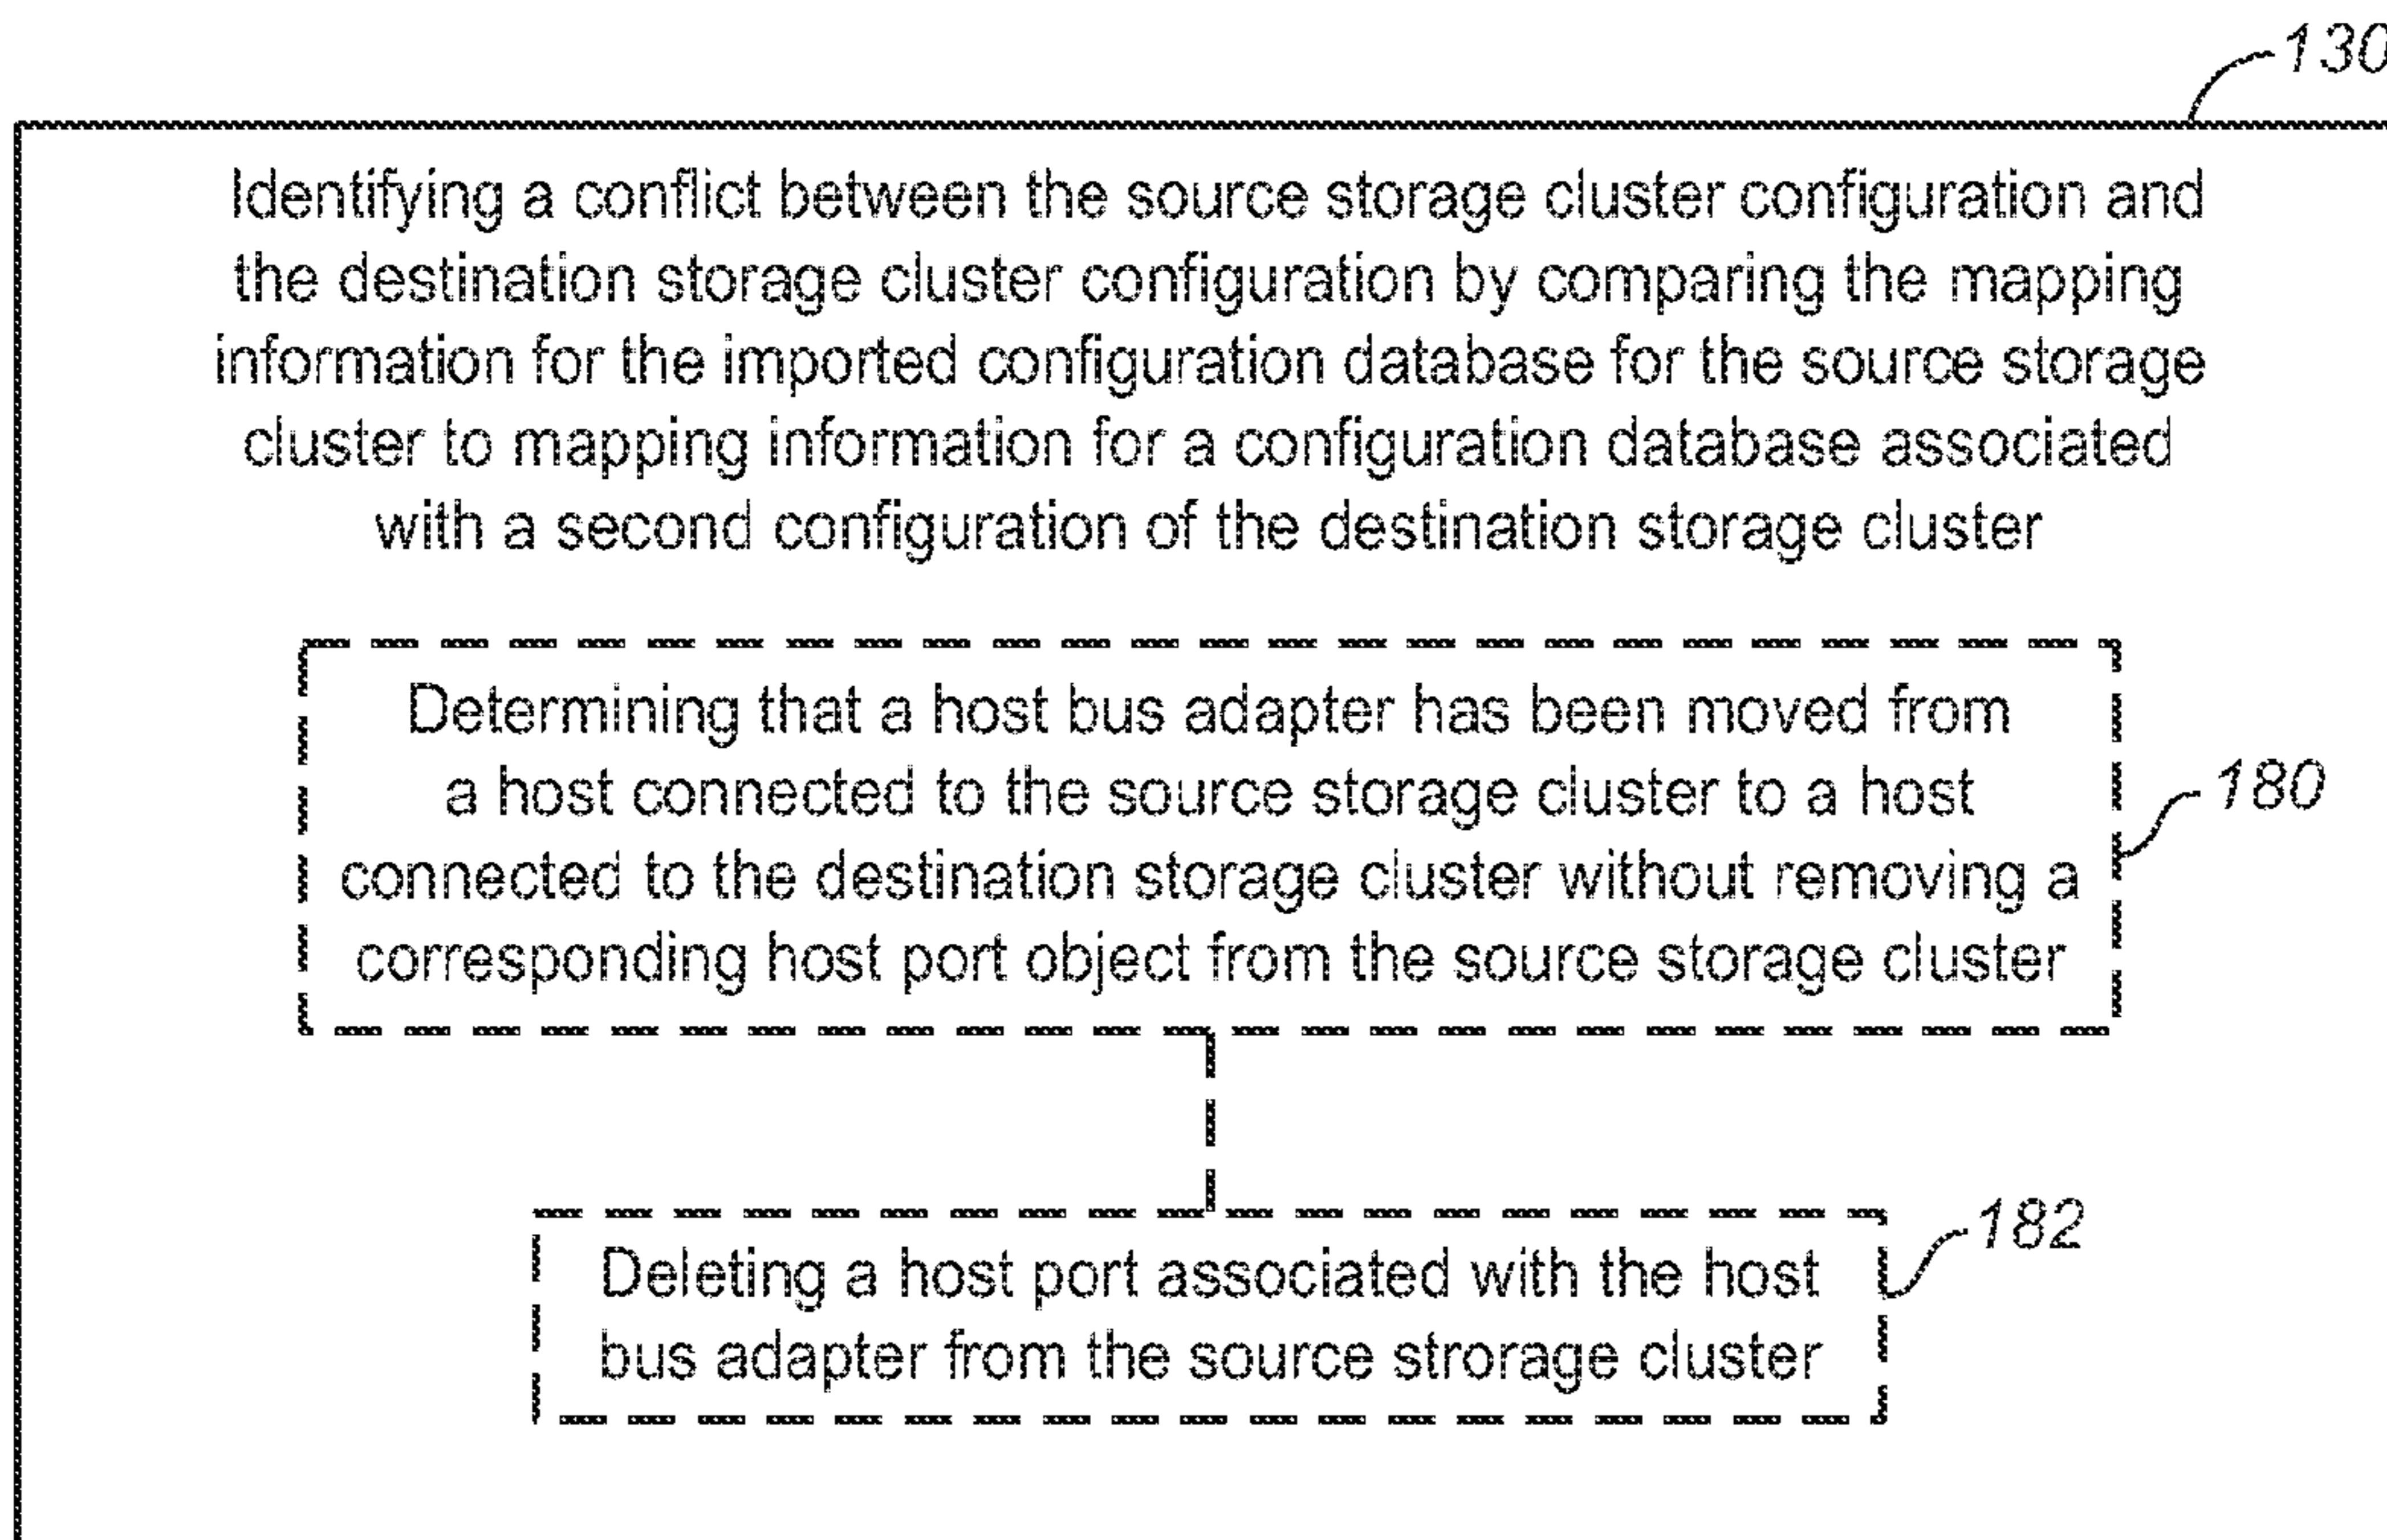 130
Identifying a conflict between the source storage cluster configuration and
the destination storage cluster configuration by comparing the mapping
information for the imported configuration database for the source storage
cluster to mapping information for a configuration database associated
with a second configuration of the destination storage cluster
Determining that a host bus adapter has been moved from
a host connected to the source storage cluster to a host
connected to the destination storage cluster without removing a
corresponding host port object from the source storage cluster
180
Deleting a host port associated with the host
bus adapter from the source strorage cluster
182